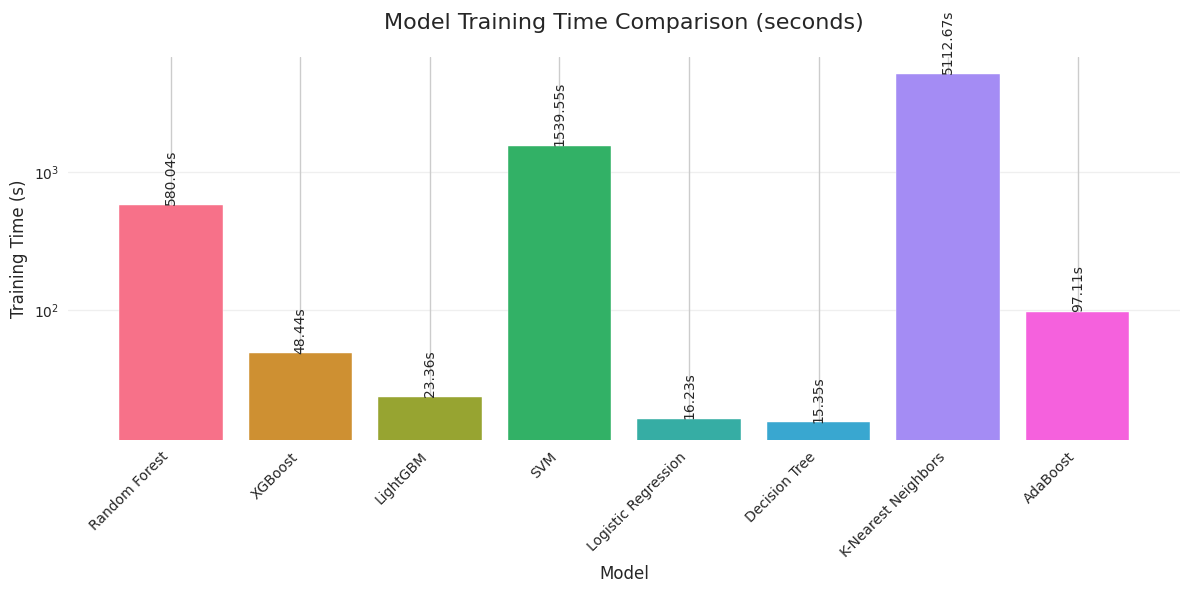 Model Training Time Comparison (seconds)
Training Time (s)
10³
10²
580.04s
48.44s
23.36s
1539.55s
16.23s
15.35s
5112.67s
97.11s
Random Forest
XGBoost
LightGBM
SVM
Logistic Regression
Decision Tree
K-Nearest Neighbors
AdaBoost
Model